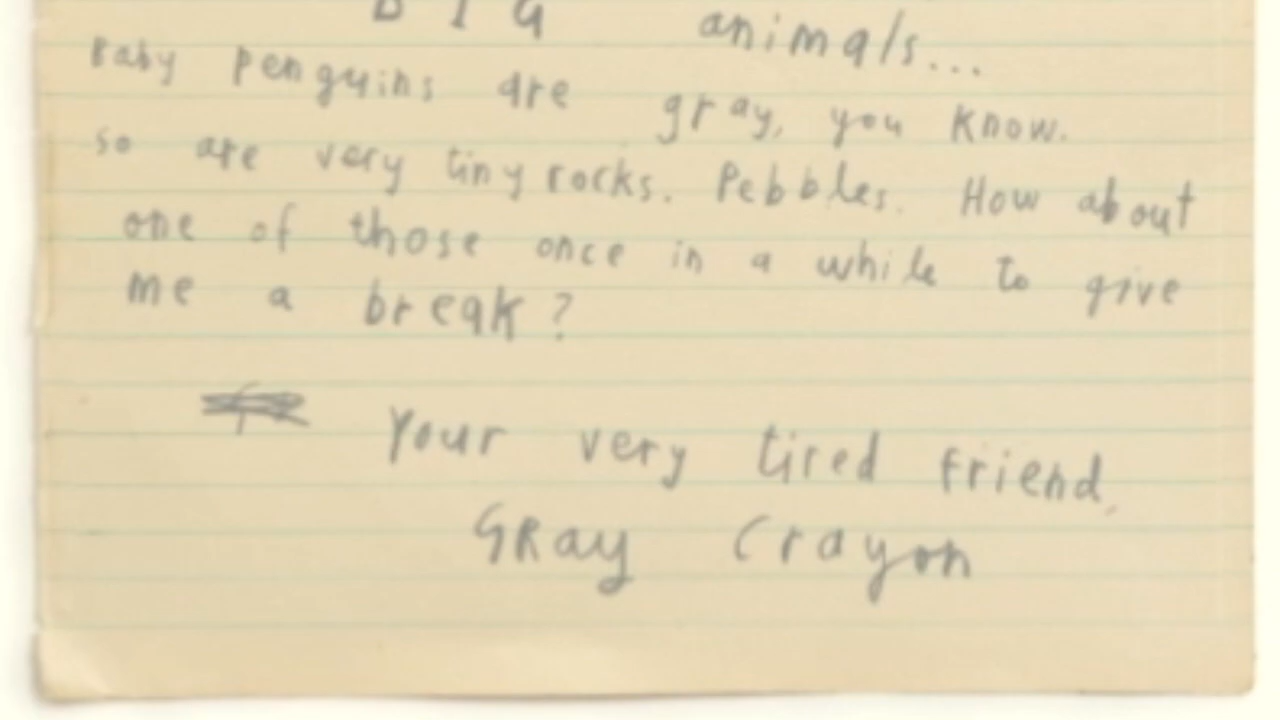 BIG animals...
Baby penguins are gray, you know.
so are very tiny rocks. Pebbles. How about
one of those once in a while to give
me a break?
Your very tired friend,
GRay Crayon